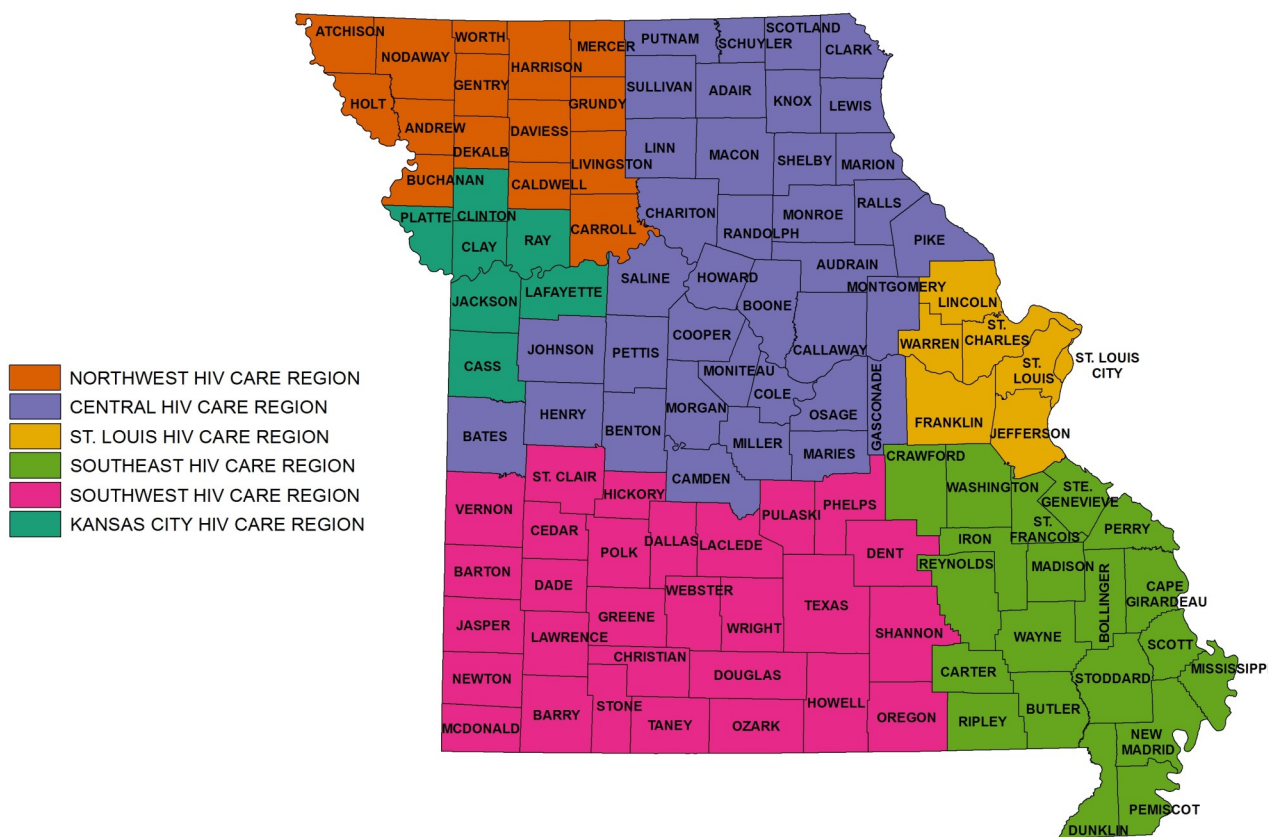 ATCHISON
NODAWAY
WORTH
HARRISON
MERCER
PUTNAM
SCHUYLER
SCOTLAND
CLARK
HOLT
GENTRY
GRUNDY
SULLIVAN
ADAIR
KNOX
LEWIS
ANDREW
DEKALB
DAVIESS
LIVINGSTON
LINN
MACON
SHELBY
MARION
BUCHANAN
CALDWELL
CHARITON
RANDOLPH
MONROE
RALLS
PLATTE
CLINTON
CLAY
RAY
CARROLL
PIKE
AUDRAIN
SALINE
HOWARD
BOONE
MONTGOMERY
LINCOLN
JACKSON
LAFAYETTE
COOPER
CALLAWAY
WARREN
ST.
CHARLES
JOHNSON
PETTIS
CASS
MONITEAU
COLE
ST.
LOUIS
ST. LOUIS
CITY
NORTHWEST HIV CARE REGION
CENTRAL HIV CARE REGION
ST. LOUIS HIV CARE REGION
SOUTHEAST HIV CARE REGION
SOUTHWEST HIV CARE REGION
KANSAS CITY HIV CARE REGION
BATES
HENRY
BENTON
MORGAN
MILLER
OSAGE
MARIES
GASCONADE
FRANKLIN
JEFFERSON
CAMDEN
CRAWFORD
WASHINGTON
STE.
GENEVIEVE
ST.
FRANCOIS
PERRY
VERNON
ST. CLAIR
HICKORY
PULASKI
PHELPS
CEDAR
POLK
DALLAS
LACLEDE
DENT
IRON
REYNOLDS
MADISON
BOLLINGER
CAPE
GIRARDEAU
BARTON
DADE
WEBSTER
TEXAS
JASPER
GREENE
WRIGHT
SHANNON
WAYNE
SCOTT
MISSISSIPPI
LAWRENCE
CHRISTIAN
NEWTON
DOUGLAS
CARTER
STODDARD
MCDONALD
BARRY
STONE
TANEY
OZARK
HOWELL
OREGON
RIPLEY
BUTLER
NEW
MADRID
PEMISCOT
DUNKLIN